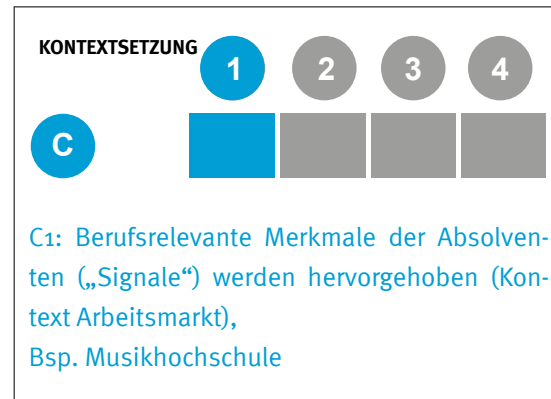 KONTEXTSETZUNG 1 2 3 4
C
C1: Berufsrelevante Merkmale der Absolven-
ten („Signale“) werden hervorgehoben (Kon-
text Arbeitsmarkt),
Bsp. Musikhochschule